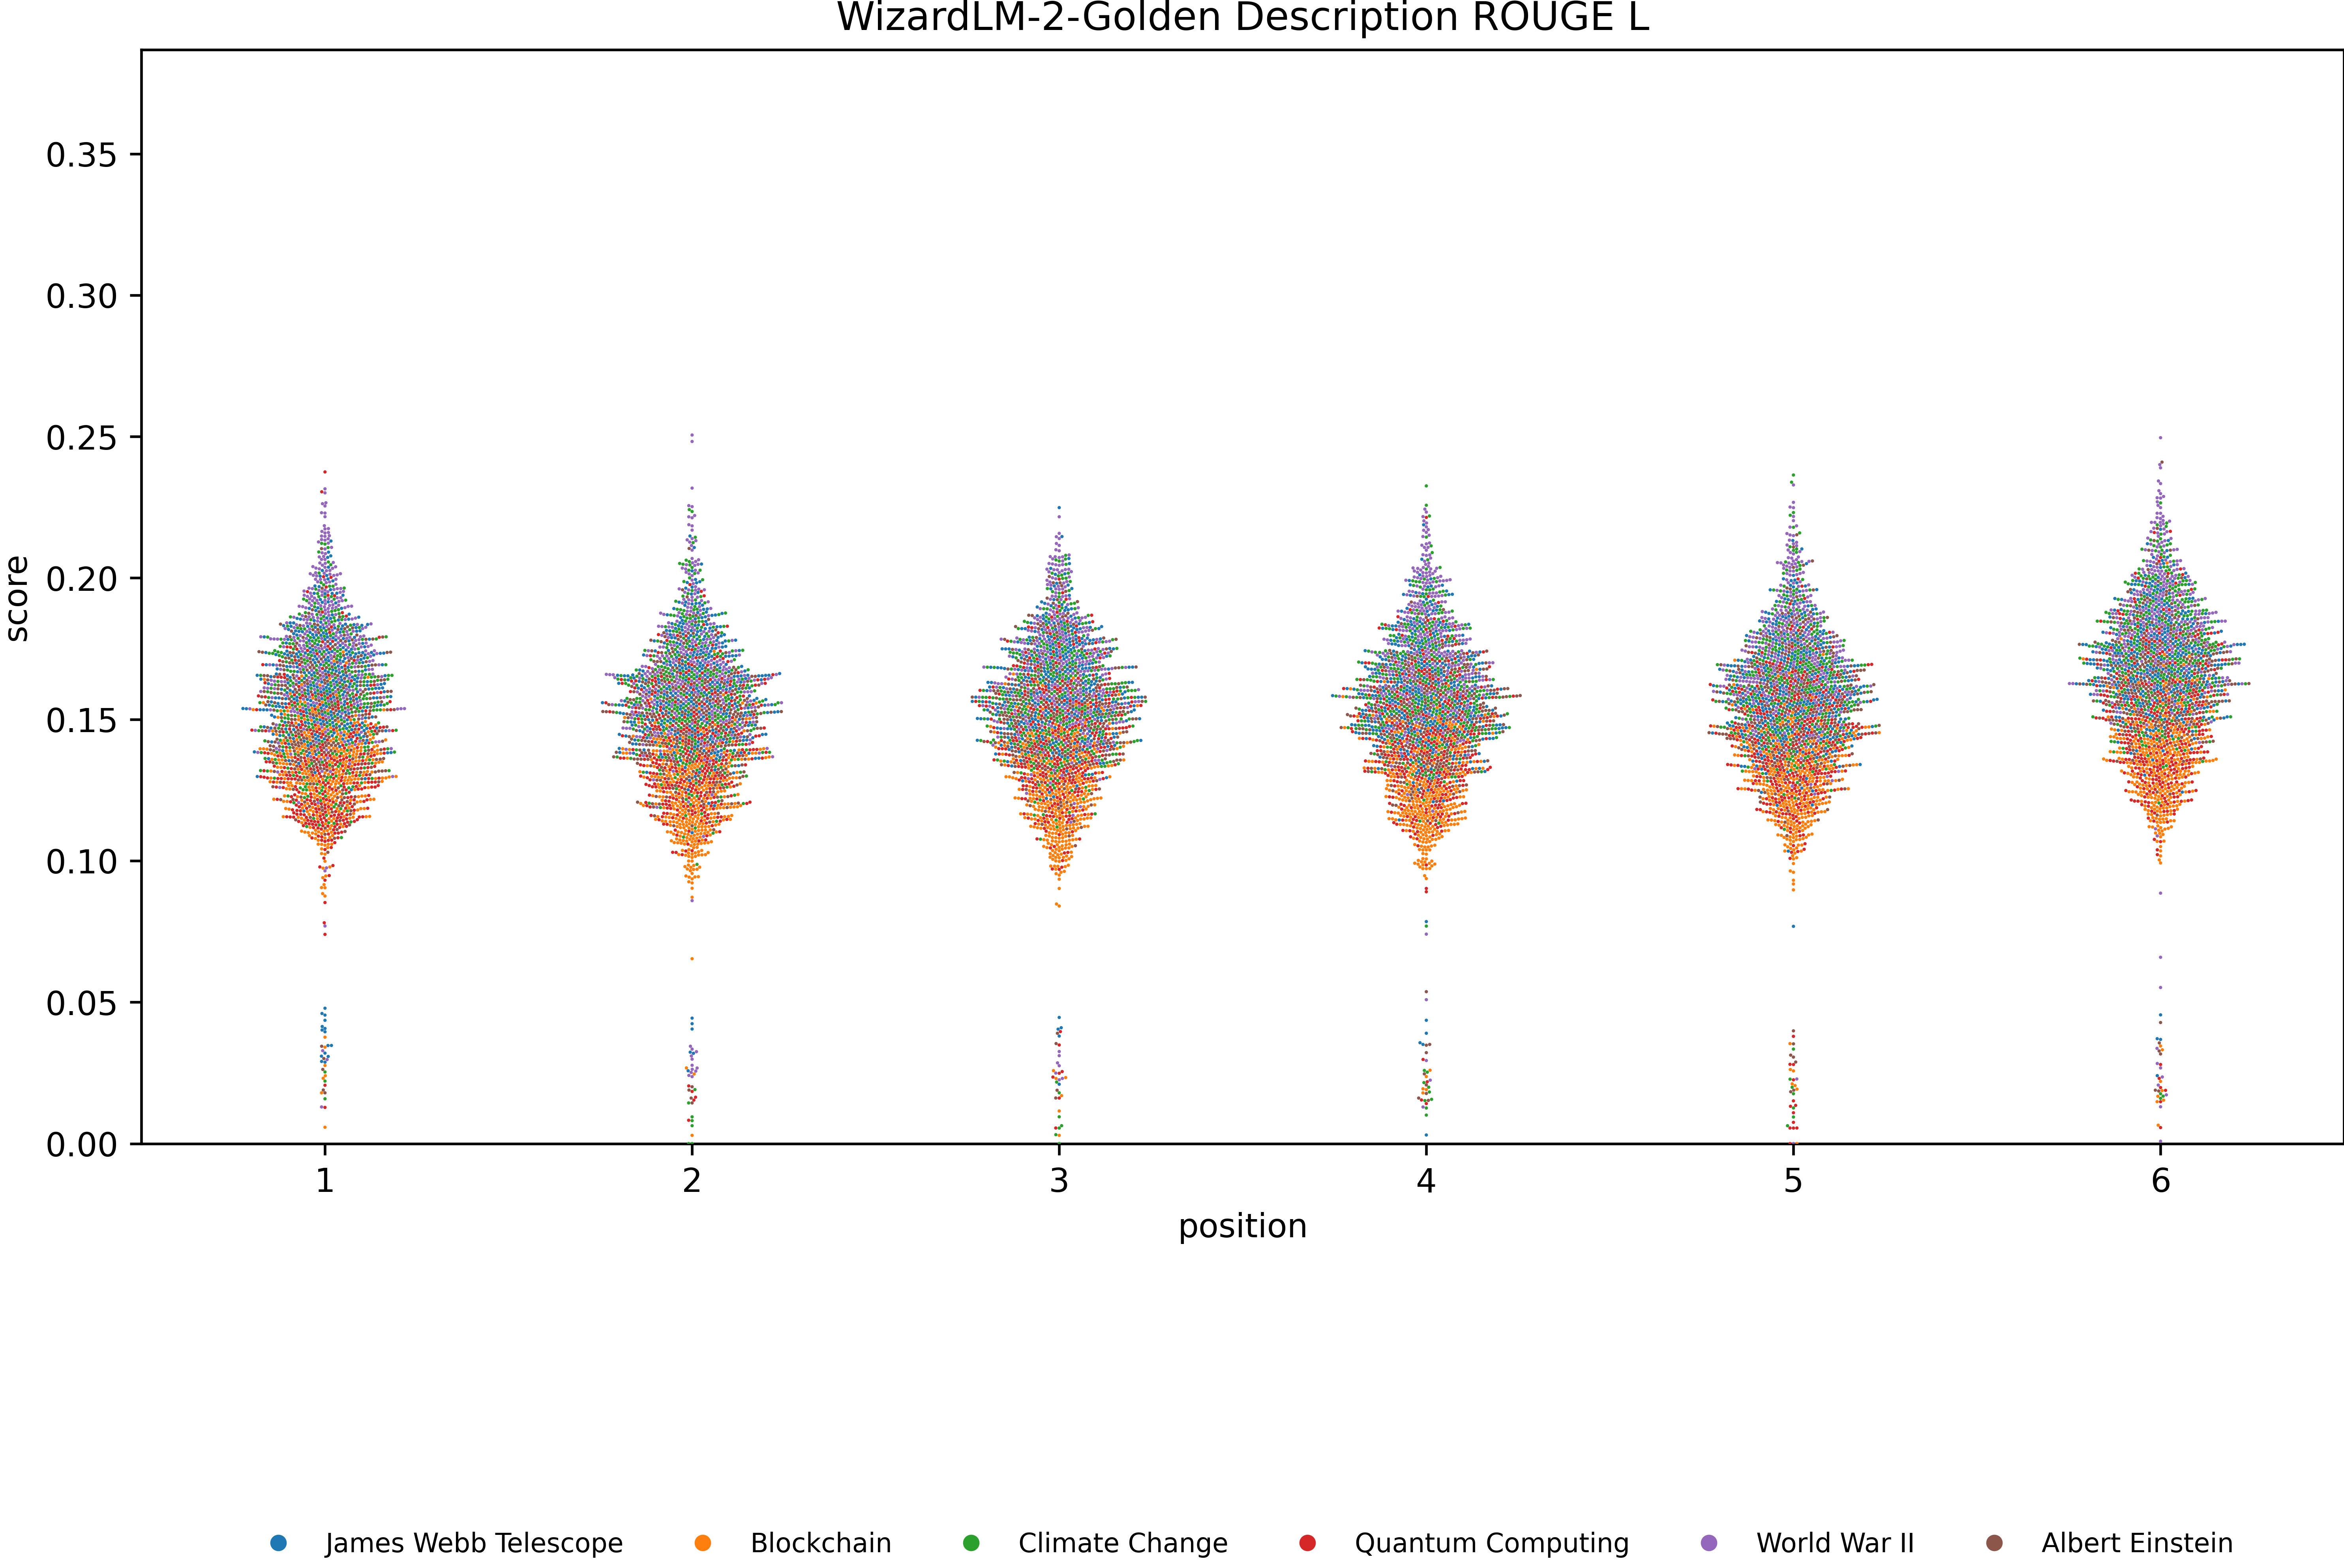 WizardLM-2-Golden Description ROUGE L
0.35
0.30
0.25
0.20
0.15
0.10
0.05
0.00
score
1 2 3 4 5 6
position
James Webb Telescope Blockchain Climate Change Quantum Computing World War II Albert Einstein